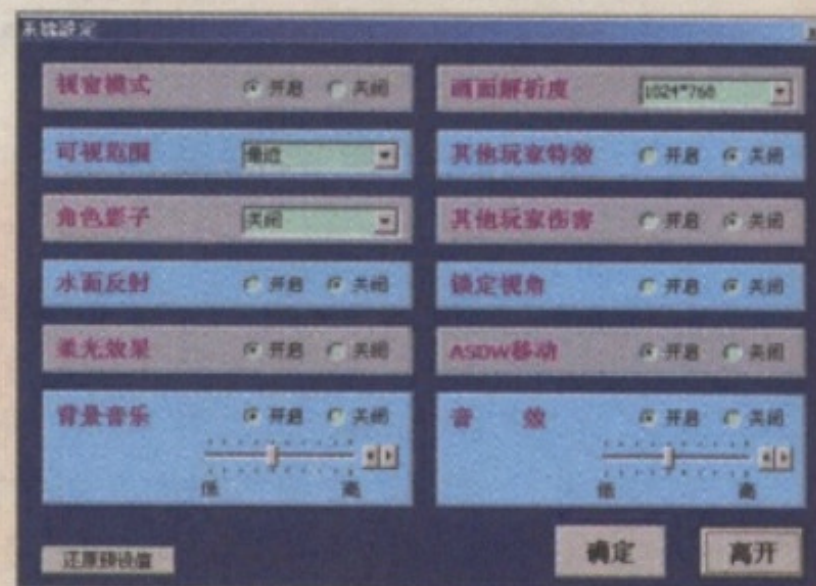 系统設定
视窗模式 开启 关闭
画面解析度 1024*768
可视范围 最近
其他玩家特效 开启 关闭
角色影子 关闭
其他玩家伤害 开启 关闭
水面反射 开启 关闭
锁定视角 开启 关闭
柔光效果 开启 关闭
ASDW移动 开启 关闭
背景音乐 开启 关闭
低 高
音 效 开启 关闭
低 高
还原预设值
确定
离开